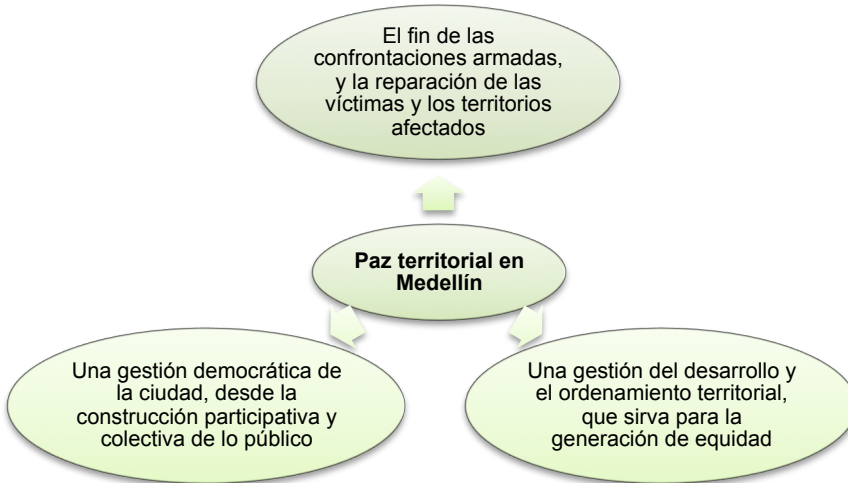 El fin de las
confrontaciones armadas,
y la reparación de las
víctimas y los territorios
afectados
Paz territorial en
Medellín
Una gestión democrática de
la ciudad, desde la
construcción participativa y
colectiva de lo público
Una gestión del desarrollo y
el ordenamiento territorial,
que sirva para la
generación de equidad